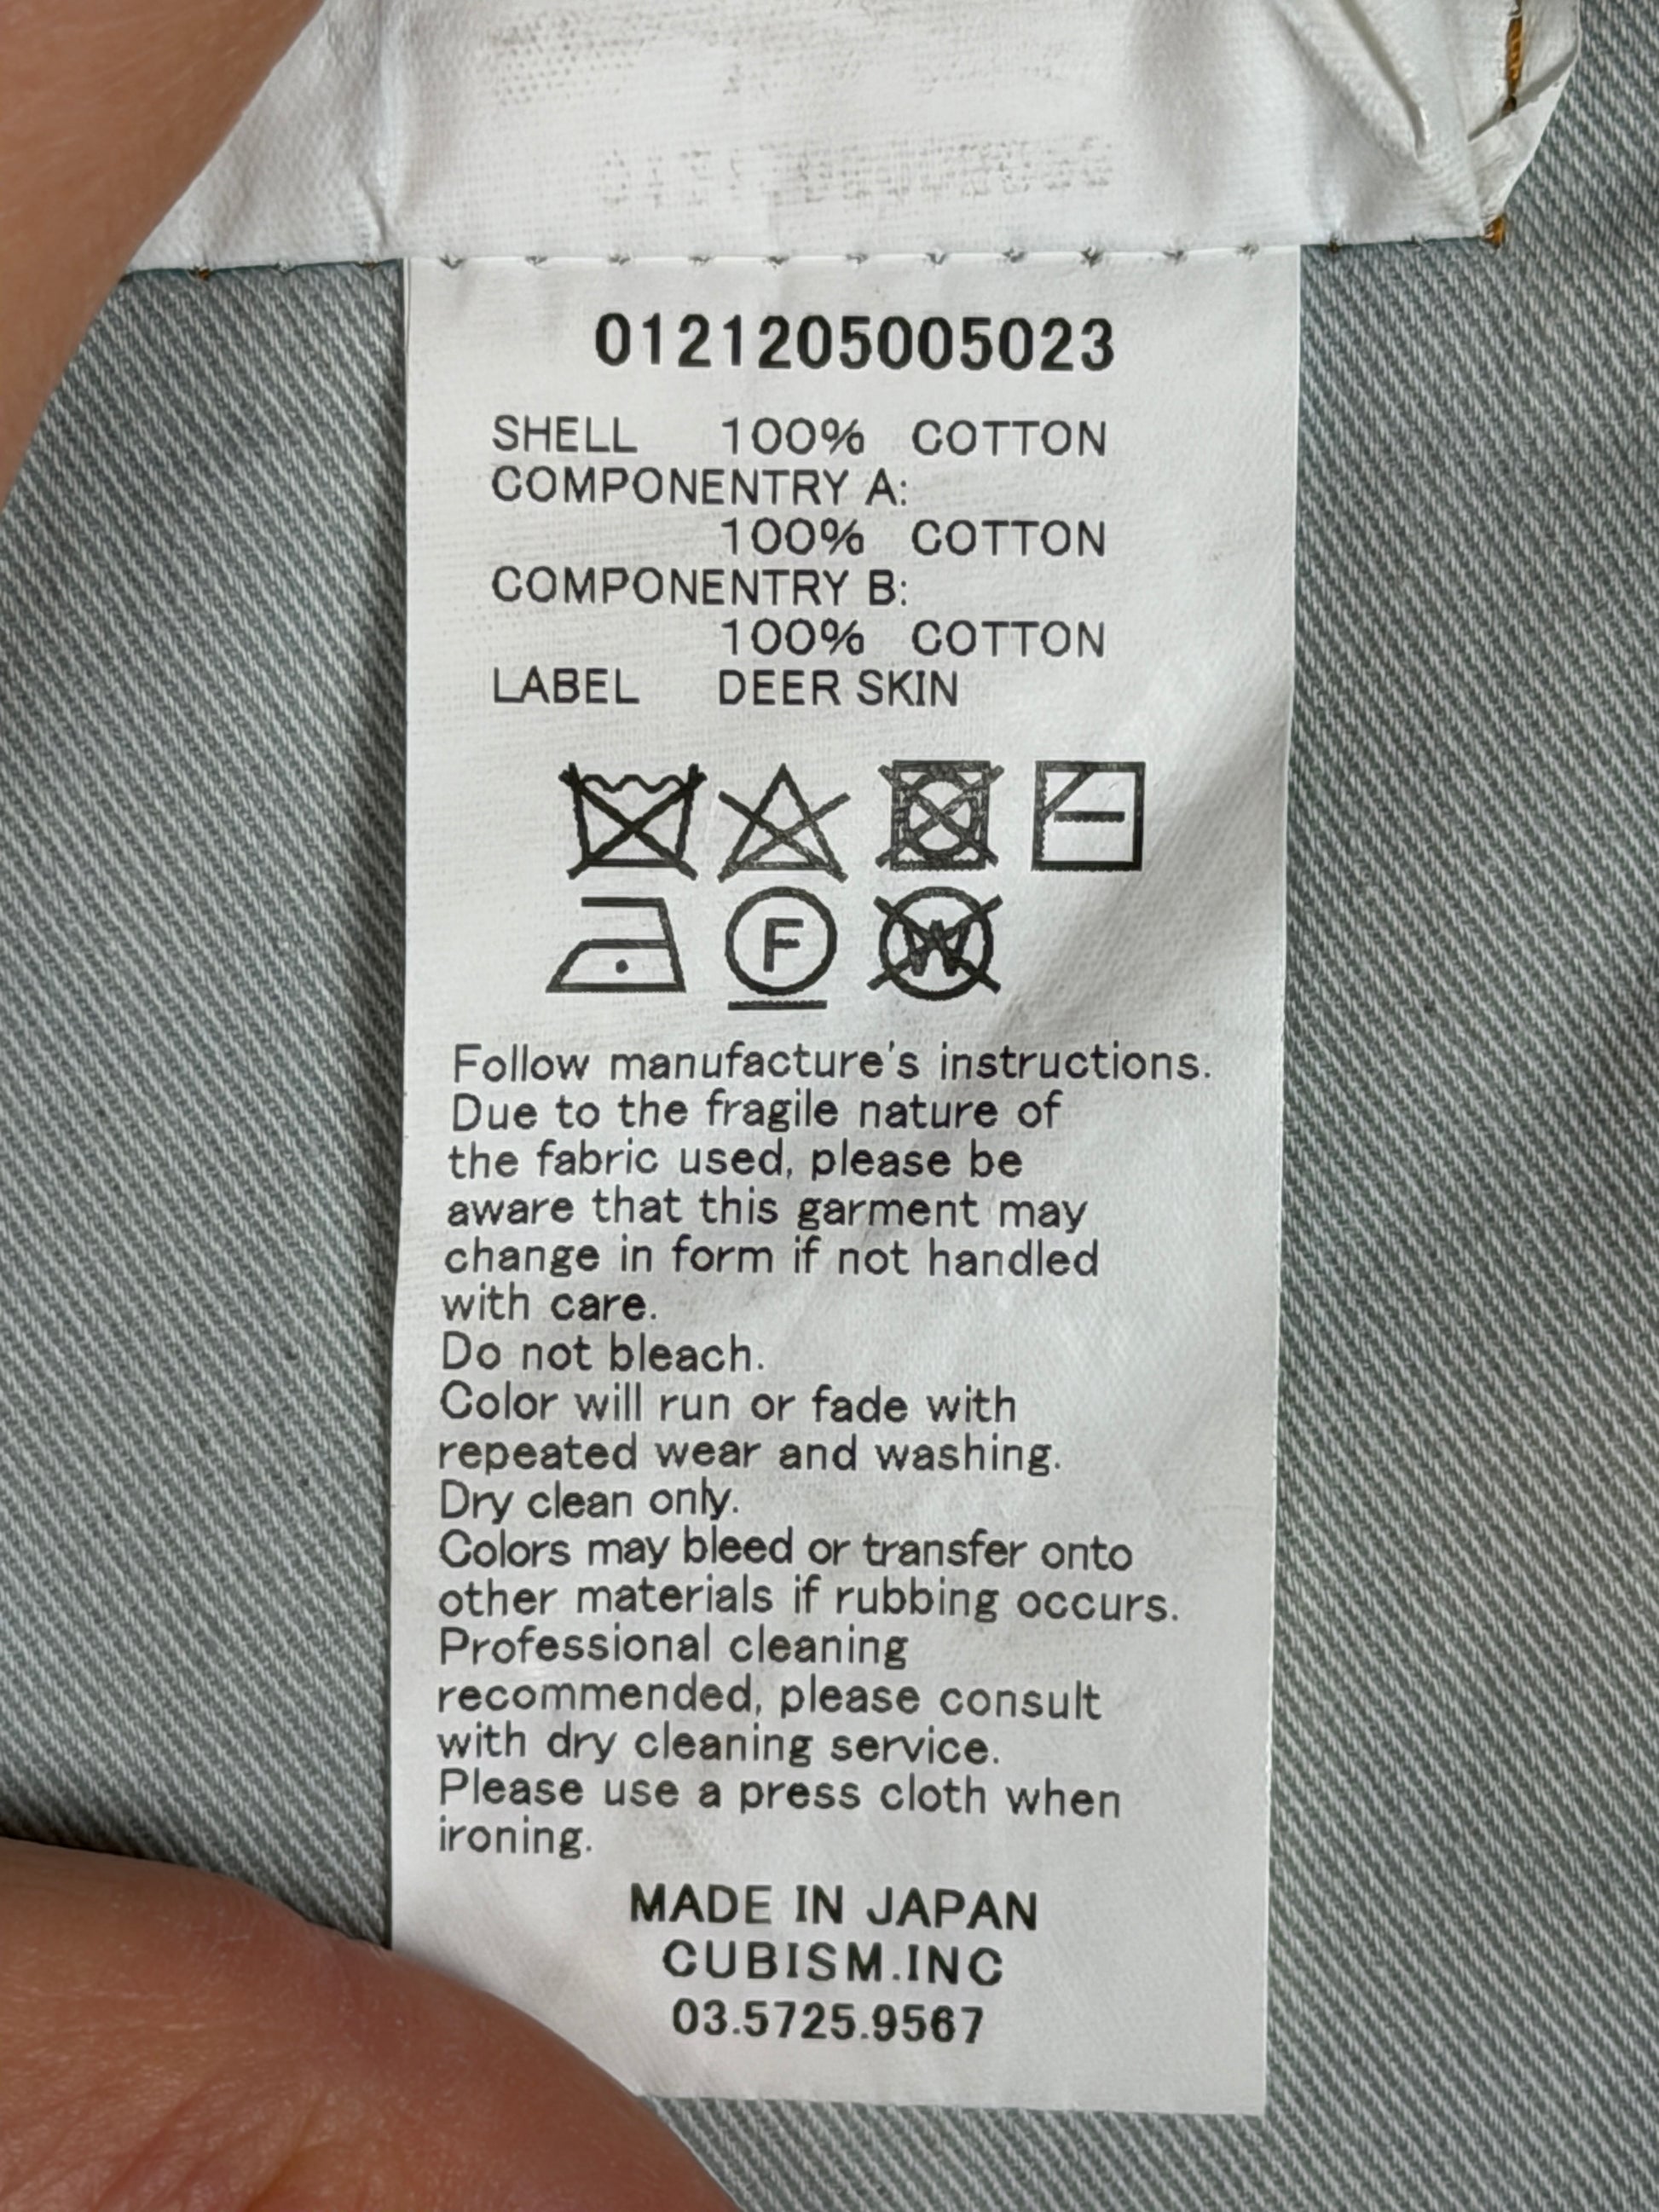 0121205005023
SHELL 100% COTTON
COMPONENTRY A:
100% COTTON
COMPONENTRY B:
100% COTTON
LABEL DEER SKIN
F W
Follow manufacture's instructions.
Due to the fragile nature of
the fabric used, please be
aware that this garment may
change in form if not handled
with care.
Do not bleach.
Color will run or fade with
repeated wear and washing.
Dry clean only.
Colors may bleed or transfer onto
other materials if rubbing occurs.
Professional cleaning
recommended, please consult
with dry cleaning service.
Please use a press cloth when
ironing.
MADE IN JAPAN
CUBISM.INC
03.5725.9567